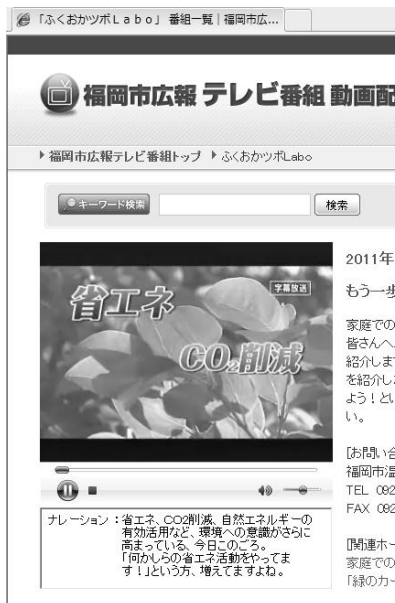 「ふくおかツボLabo」 番組一覧|福岡市広...
福岡市広報 テレビ番組 動画配
福岡市広報テレビ番組トップ ふくおかツボLabo
キーワード検索 検索
字幕放送
省エネ
CO₂削減
2011年
もう一歩
家庭での
皆さんへ
紹介しま
を紹介し
よう!とい
い。
[お問い合
福岡市温
TEL 092
FAX 092
[関連ホー
家庭での
「緑のカー
ナレーション:省エネ、CO2削減、自然エネルギーの
有効活用など、環境への意識がさらに
高まっている、今日このごろ。
「何かしらの省エネ活動をやってま
す!」という方、増えてますよね。